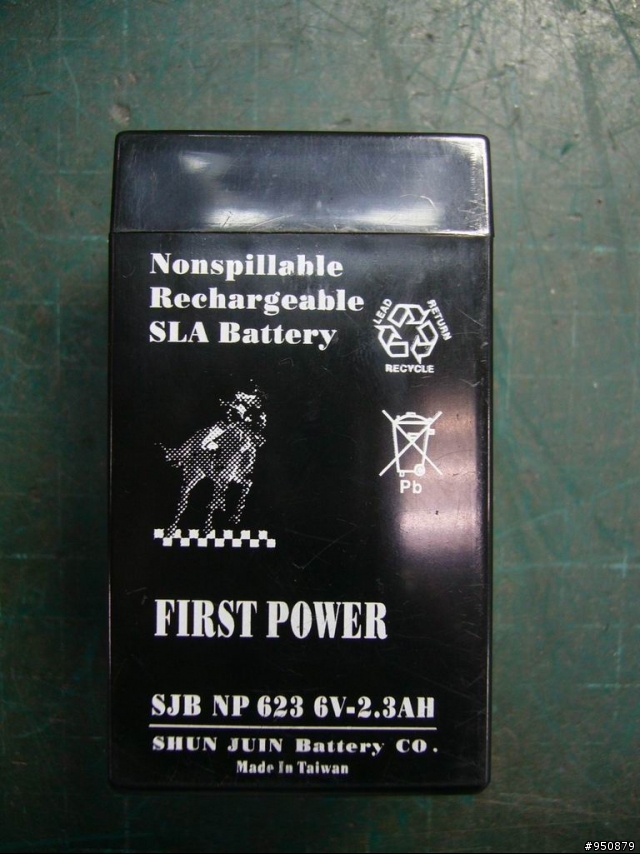 Nonspillable
Rechargeable
SLA Battery
LEAD RETURN
RECYCLE
Pb
FIRST POWER
SJB NP 623 6V-2.3AH
SHUN JUIN Battery CO.
Made In Taiwan
#950879